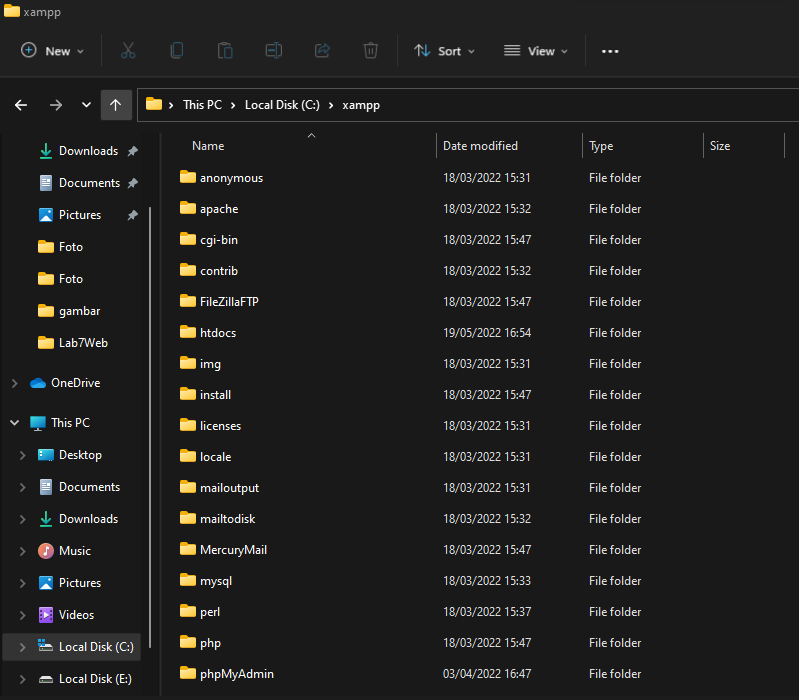 xampp
New
Sort
View
This PC
Local Disk (C:)
xampp
Downloads
Documents
Pictures
Foto
Foto
gambar
Lab7Web
OneDrive
This PC
Desktop
Documents
Downloads
Music
Pictures
Videos
Local Disk (C:)
Local Disk (E:)
Name Date modified Type Size
anonymous 18/03/2022 15:31 File folder
apache 18/03/2022 15:32 File folder
cgi-bin 18/03/2022 15:47 File folder
contrib 18/03/2022 15:32 File folder
FileZillaFTP 18/03/2022 15:47 File folder
htdocs 19/05/2022 16:54 File folder
img 18/03/2022 15:31 File folder
install 18/03/2022 15:47 File folder
licenses 18/03/2022 15:31 File folder
locale 18/03/2022 15:31 File folder
mailoutput 18/03/2022 15:31 File folder
mailtodisk 18/03/2022 15:32 File folder
MercuryMail 18/03/2022 15:47 File folder
mysql 18/03/2022 15:33 File folder
perl 18/03/2022 15:37 File folder
php 18/03/2022 15:47 File folder
phpMyAdmin 03/04/2022 16:47 File folder